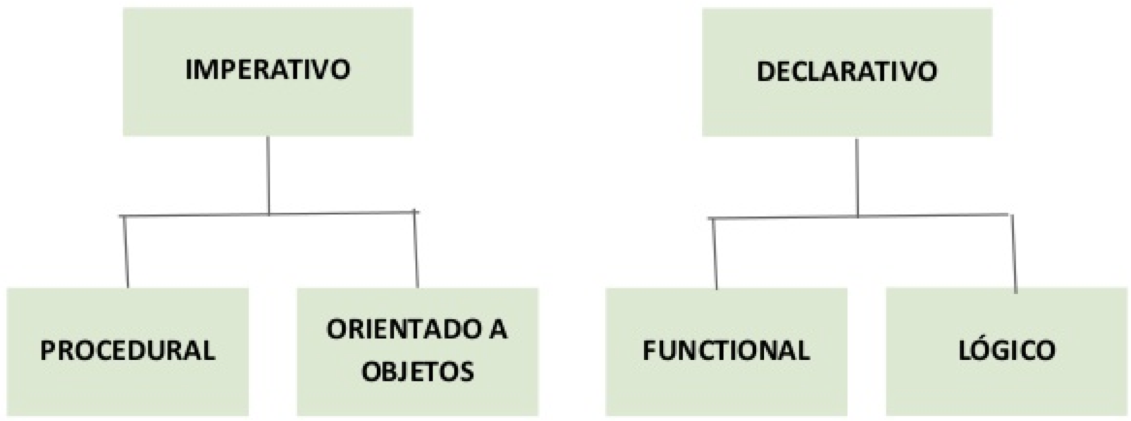 IMPERATIVO
DECLARATIVO
PROCEDURAL
ORIENTADO A
OBJETOS
FUNCTIONAL
LÓGICO